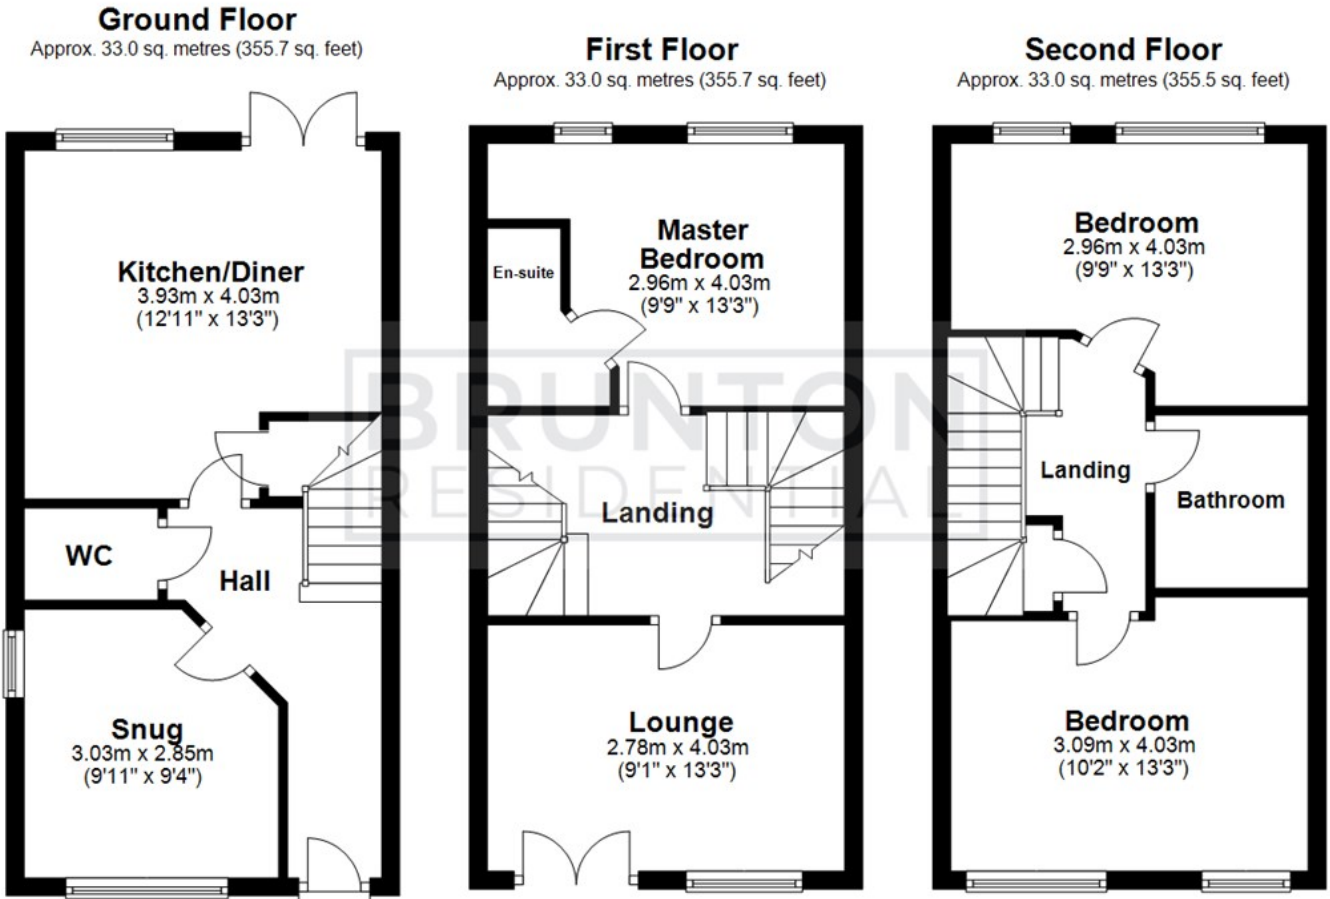 Ground Floor
Approx. 33.0 sq. metres (355.7 sq. feet)
Kitchen/Diner
3.93m x 4.03m
(12'11" x 13'3")
WC
Hall
Snug
3.03m x 2.85m
(9'11" x 9'4")
First Floor
Approx. 33.0 sq. metres (355.7 sq. feet)
Master
Bedroom
2.96m x 4.03m
(9'9" x 13'3")
En-suite
Landing
Lounge
2.78m x 4.03m
(9'1" x 13'3")
Second Floor
Approx. 33.0 sq. metres (355.5 sq. feet)
Bedroom
2.96m x 4.03m
(9'9" x 13'3")
Landing
Bathroom
Bedroom
3.09m x 4.03m
(10'2" x 13'3")
BRUNTON
RESIDENTIAL